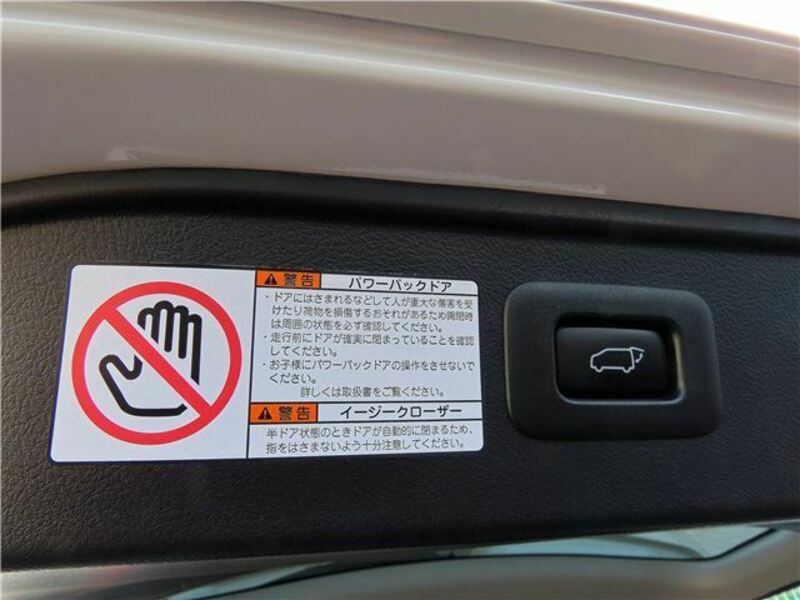 警告 パワーバックドア
・ドアにはさまれるなどして人が重大な傷害を受
けたり荷物を損傷するおそれがあるため開閉時
は周囲の状態を必ず確認してください。
・走行前にドアが確実に閉まっていることを確認
してください。
・お子様にパワーバックドアの操作をさせないで
ください。
詳しくは取扱書をご覧ください。
警告 イージークローザー
半ドア状態のときドアが自動的に閉まるため、
指をはさまないよう十分注意してください。